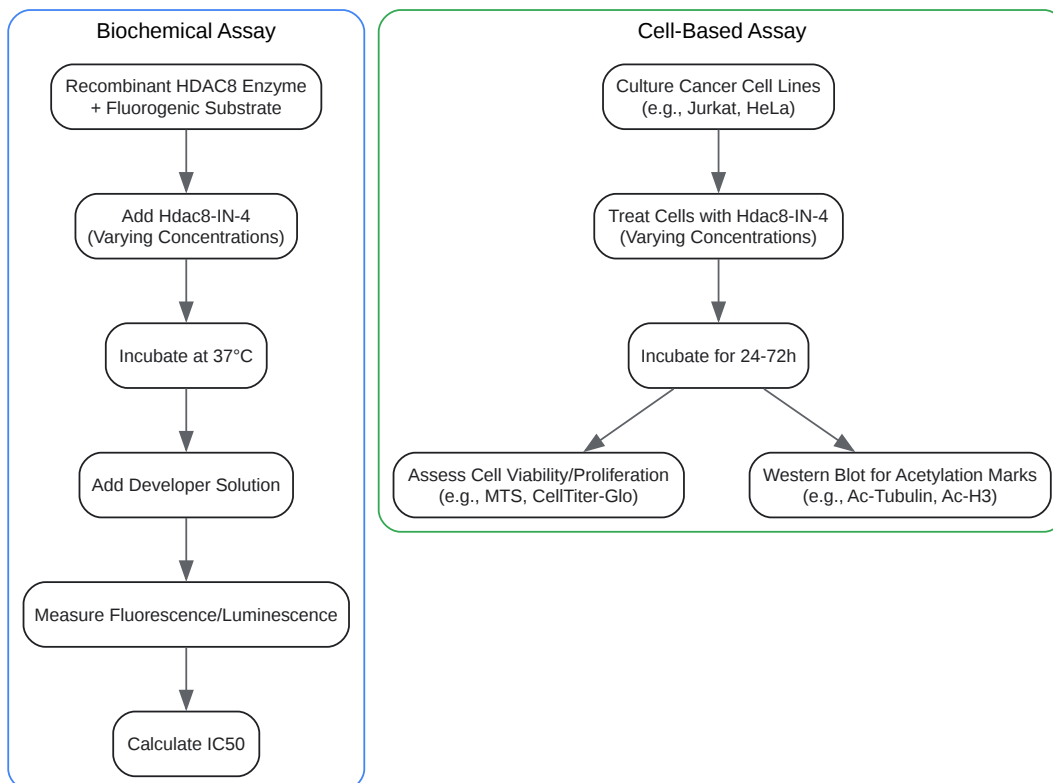 Biochemical Assay
Recombinant HDAC8 Enzyme
+ Fluorogenic Substrate
Add Hdac8-IN-4
(Varying Concentrations)
Incubate at 37°C
Add Developer Solution
Measure Fluorescence/Luminescence
Calculate IC50
Cell-Based Assay
Culture Cancer Cell Lines
(e.g., Jurkat, HeLa)
Treat Cells with Hdac8-IN-4
(Varying Concentrations)
Incubate for 24-72h
Assess Cell Viability/Proliferation
(e.g., MTS, CellTiter-Glo)
Western Blot for Acetylation Marks
(e.g., Ac-Tubulin, Ac-H3)